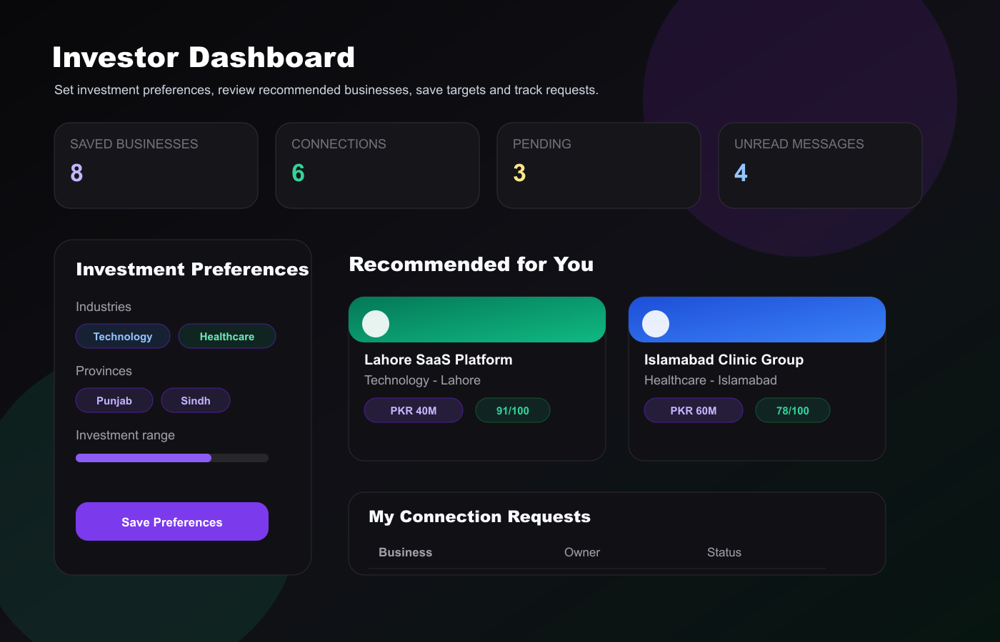 Investor Dashboard
Set investment preferences, review recommended businesses, save targets and track requests.
SAVED BUSINESSES
8
CONNECTIONS
6
PENDING
3
UNREAD MESSAGES
4
Investment Preferences
Industries
Technology Healthcare
Provinces
Punjab Sindh
Investment range
Save Preferences
Recommended for You
Lahore SaaS Platform
Technology - Lahore
PKR 40M 91/100
Islamabad Clinic Group
Healthcare - Islamabad
PKR 60M 78/100
My Connection Requests
Business Owner Status